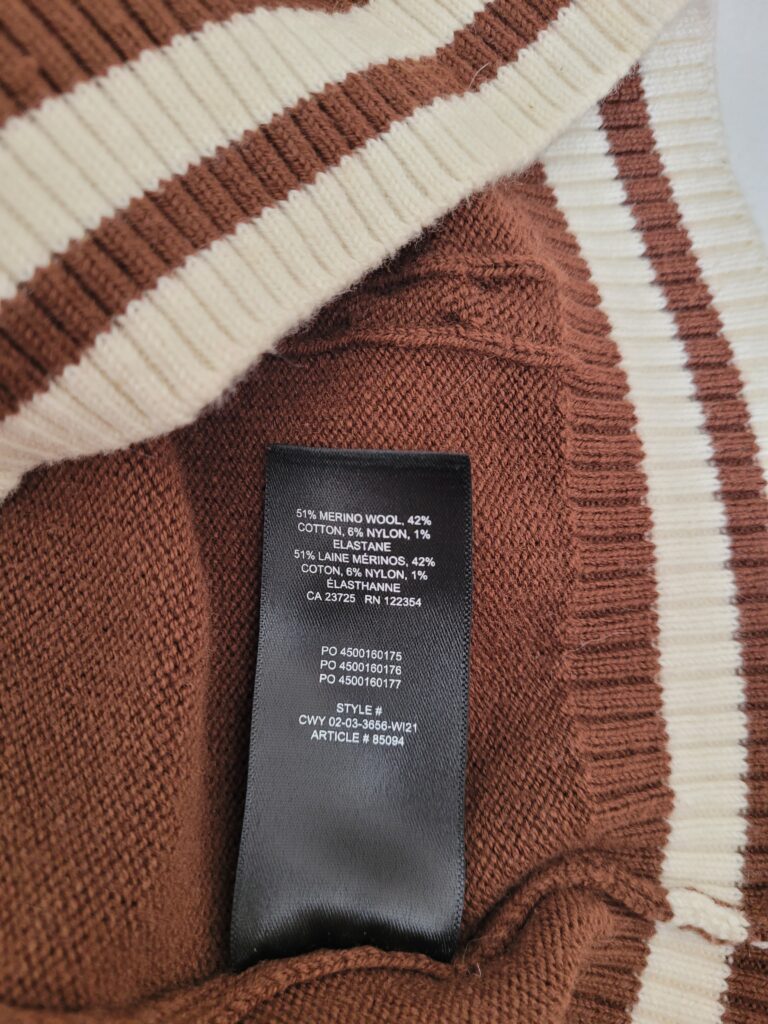 51% MERINO WOOL, 42%
COTTON, 6% NYLON, 1%
ELASTANE
51% LAINE MÉRINOS, 42%
COTON, 6% NYLON, 1%
ÉLASTHANNE
CA 23725 RN 122354
PO 4500160175
PO 4500160176
PO 4500160177
STYLE #
CWY 02-03-3656-WI21
ARTICLE # 85094